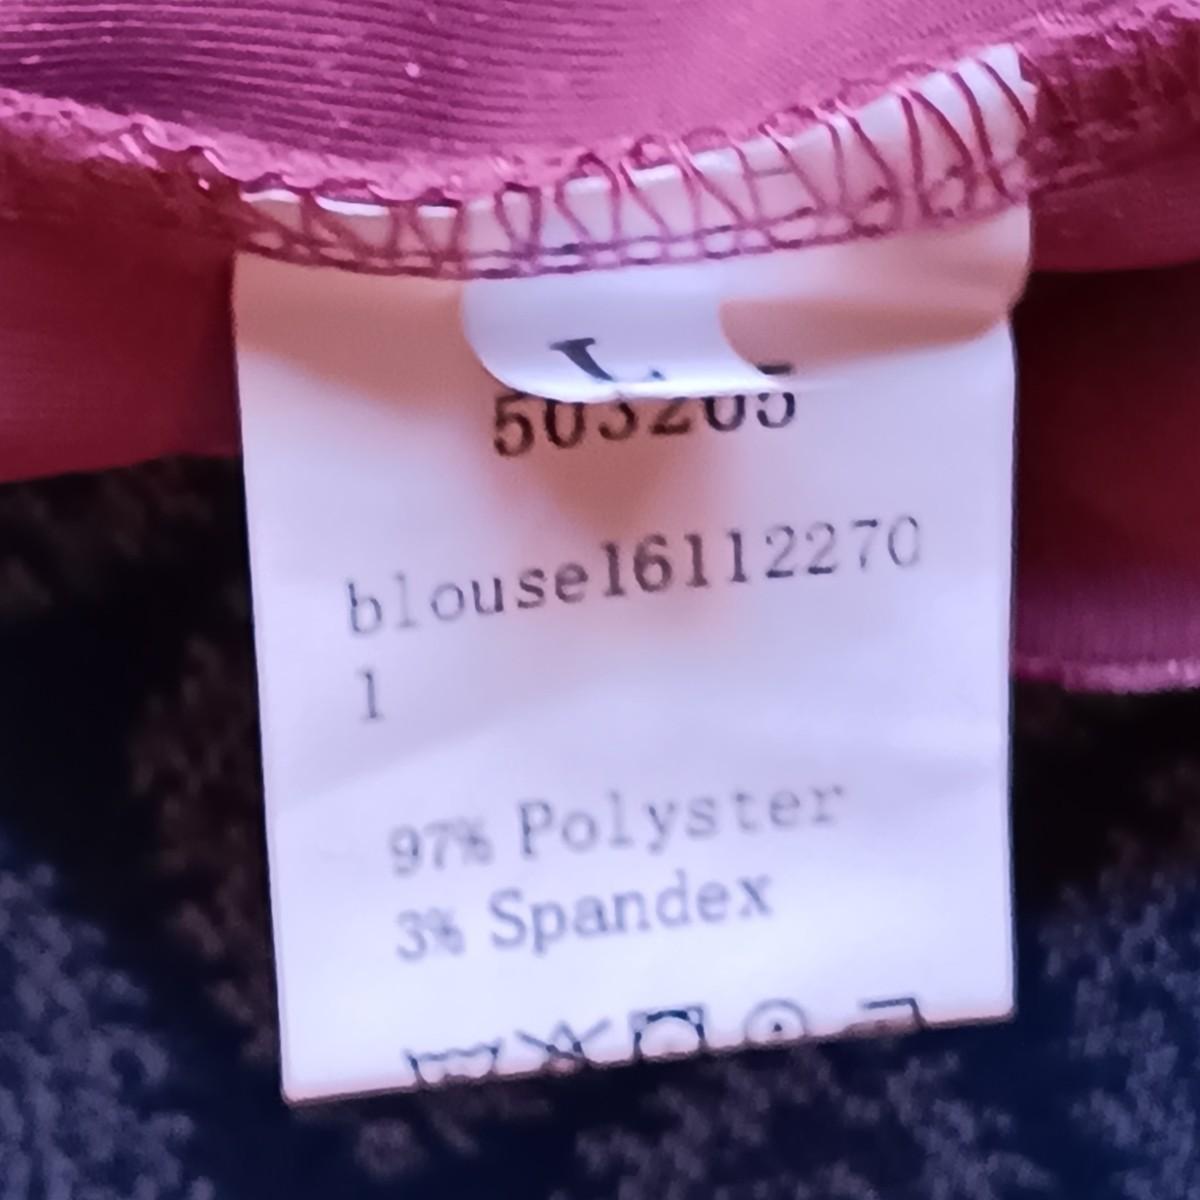 L
503205
blouse16112270
1
97% Polyster
3% Spandex